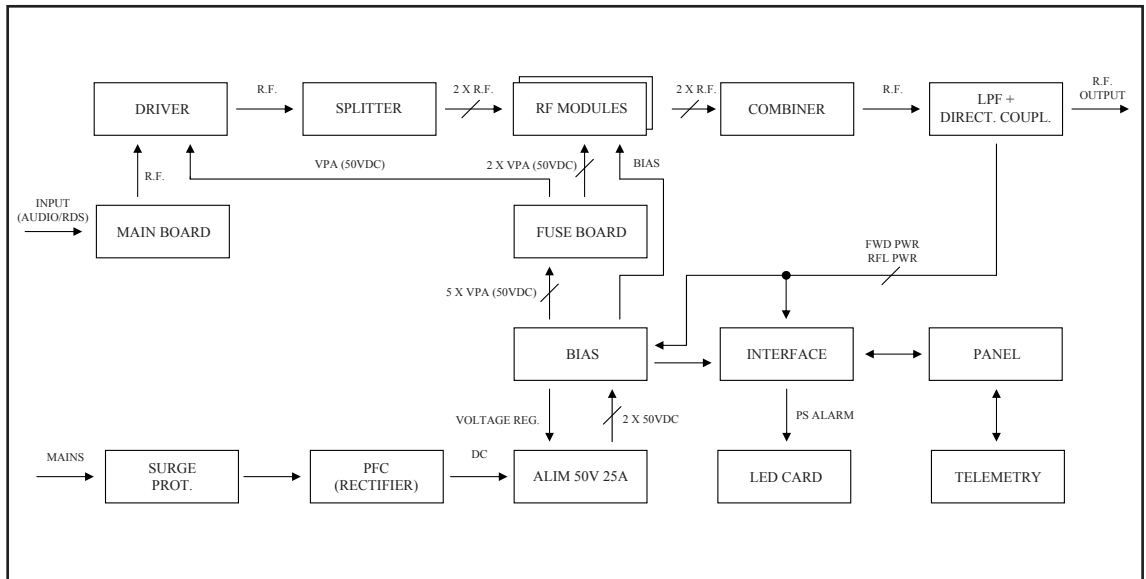 R.F.
2 X R.F.
2 X R.F.
R.F.
R.F.
OUTPUT
DRIVER
SPLITTER
RF MODULES
COMBINER
LPF +
DIRECT. COUPL.
VPA (50VDC)
2 X VPA (50VDC)
BIAS
R.F.
INPUT
(AUDIO/RDS)
MAIN BOARD
FUSE BOARD
FWD PWR
RFL PWR
5 X VPA (50VDC)
BIAS
INTERFACE
PANEL
VOLTAGE REG.
2 X 50VDC
PS ALARM
MAINS
DC
SURGE
PROT.
PFC
(RECTIFIER)
ALIM 50V 25A
LED CARD
TELEMETRY